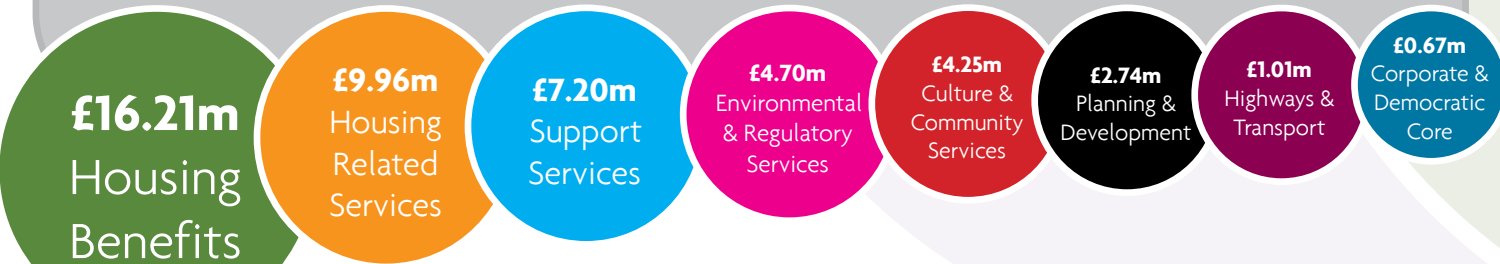 £16.21m
Housing
Benefits
£9.96m
Housing
Related
Services
£7.20m
Support
Services
£4.70m
Environmental
& Regulatory
Services
£4.25m
Culture &
Community
Services
£2.74m
Planning &
Development
£1.01m
Highways &
Transport
£0.67m
Corporate &
Democratic
Core